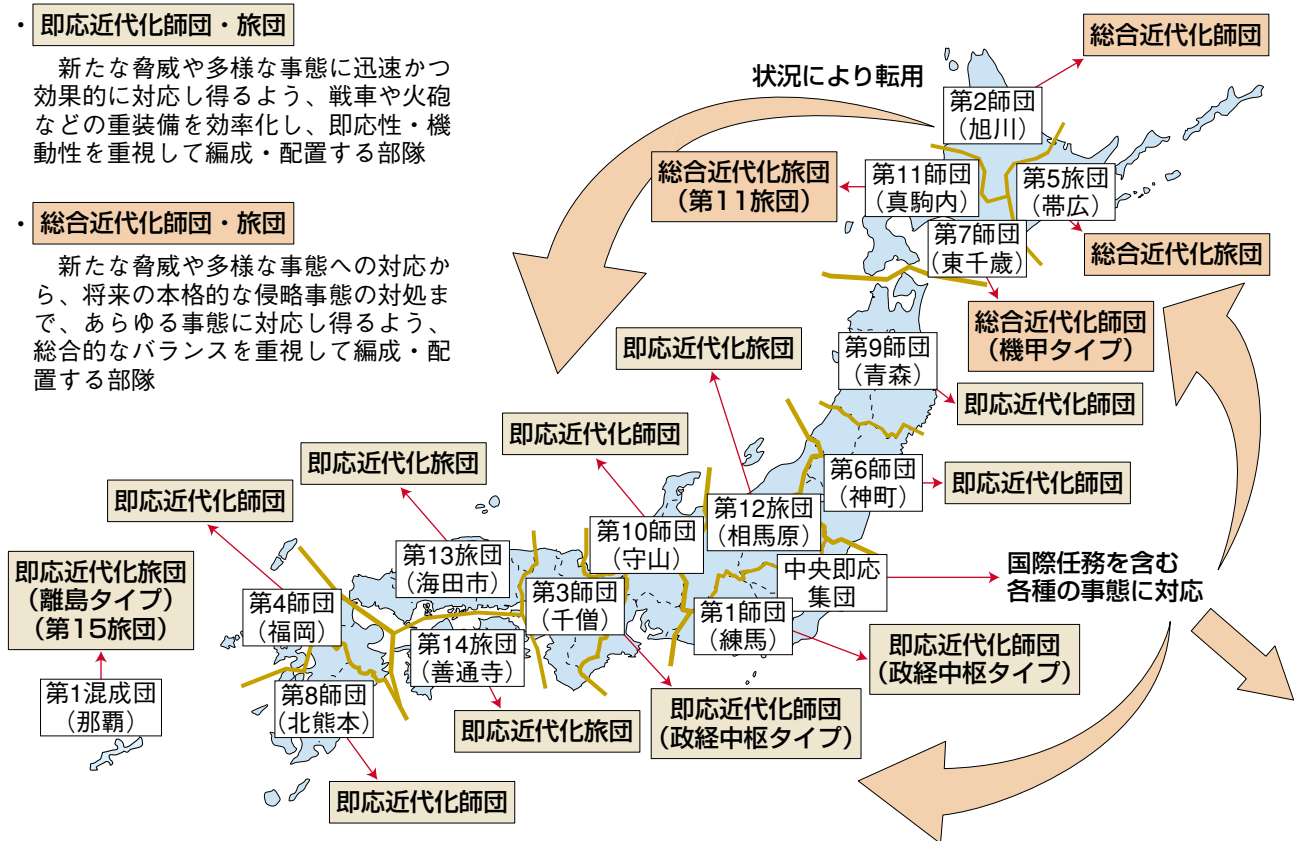 ・ 即応近代化師団・旅団
新たな脅威や多様な事態に迅速かつ
効果的に対応し得るよう、戦車や火砲
などの重装備を効率化し、即応性・機
動性を重視して編成・配置する部隊
・ 総合近代化師団・旅団
新たな脅威や多様な事態への対応か
ら、将来の本格的な侵略事態の対処ま
で、あらゆる事態に対応し得るよう、
総合的なバランスを重視して編成・配
置する部隊
総合近代化師団
状況により転用
第2師団
（旭川）
総合近代化旅団
（第11旅団）
第11師団
（真駒内）
第5旅団
（帯広）
第7師団
（東千歳）
総合近代化旅団
総合近代化師団
（機甲タイプ）
即応近代化旅団
第9師団
（青森）
即応近代化師団
即応近代化師団
即応近代化旅団
第6師団
（神町）
即応近代化師団
即応近代化師団
第12旅団
（相馬原）
第10師団
（守山）
第13旅団
（海田市）
中央即応
集団
国際任務を含む
各種の事態に対応
即応近代化旅団
（離島タイプ）
（第15旅団）
第4師団
（福岡）
第3師団
（千僧）
第1師団
（練馬）
第14旅団
（善通寺）
即応近代化師団
（政経中枢タイプ）
第1混成団
（那覇）
第8師団
（北熊本）
即応近代化旅団
即応近代化師団
（政経中枢タイプ）
即応近代化師団